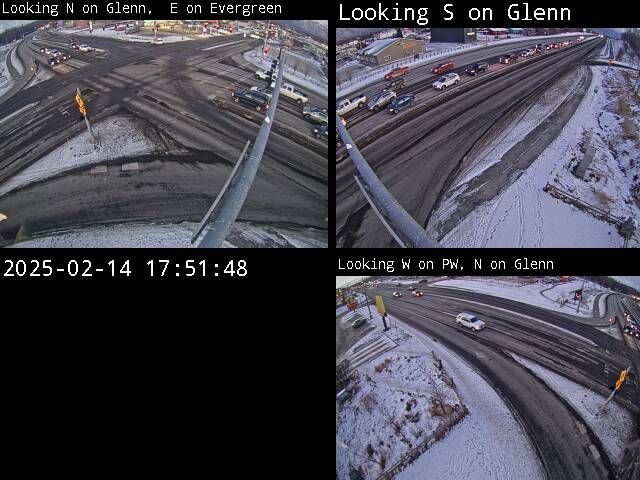 Looking N on Glenn,  E on Evergreen
Looking S on Glenn
2025-02-14 17:51:48
Looking W on PW, N on Glenn